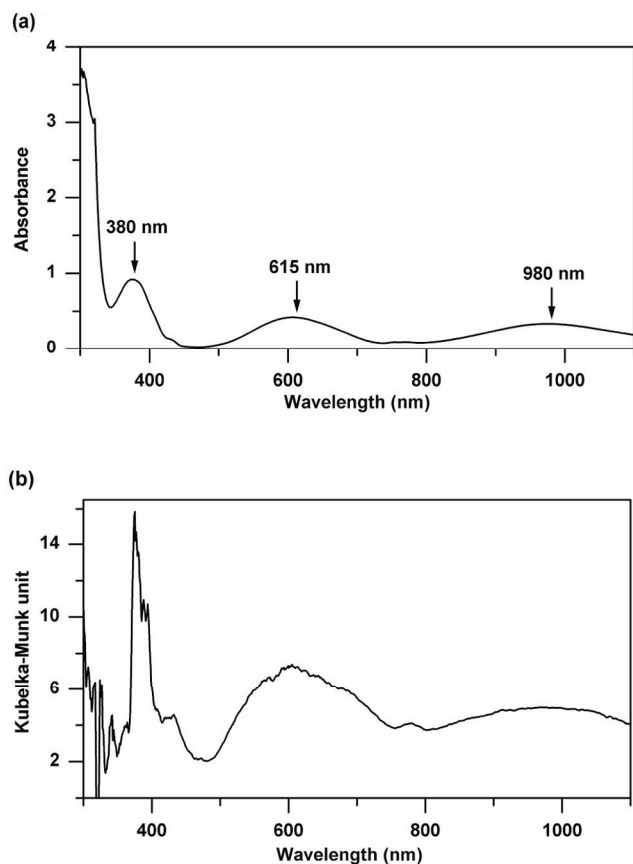 (a)
4
3
2
1
0
Absorbance
380 nm
615 nm
980 nm
400
600
800
1000
Wavelength (nm)
(b)
14
10
6
2
Kubelka-Munk unit
400
600
800
1000
Wavelength (nm)